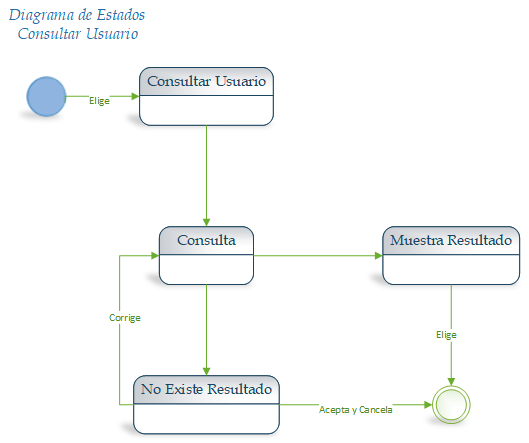 Diagrama de Estados
Consultar Usuario
Elige
Consultar Usuario
Consulta
Muestra Resultado
Corrige
Elige
No Existe Resultado
Acepta y Cancela